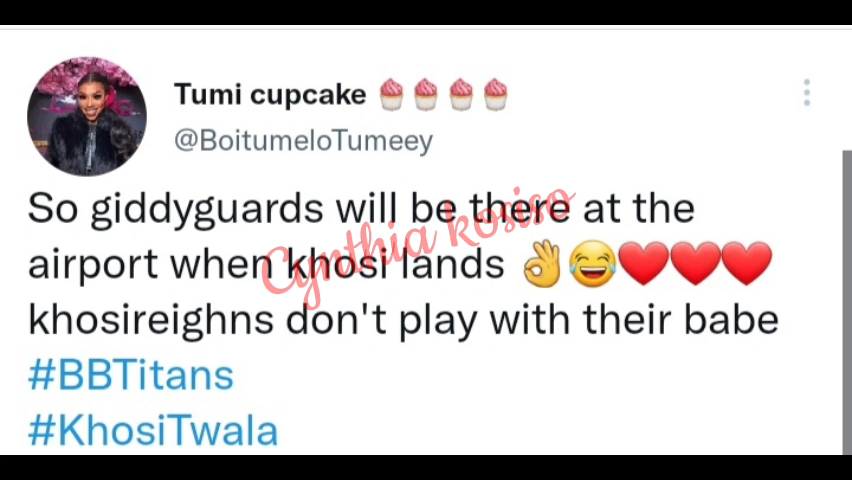 Tumi cupcake 🧁🧁🧁🧁
@BoitumeloTumeey
So giddyguards will be there at the
airport when khosi lands 👌😂❤️❤️❤️
khosireighns don't play with their babe
#BBTitans
#KhosiTwala
Cynthia kosiso